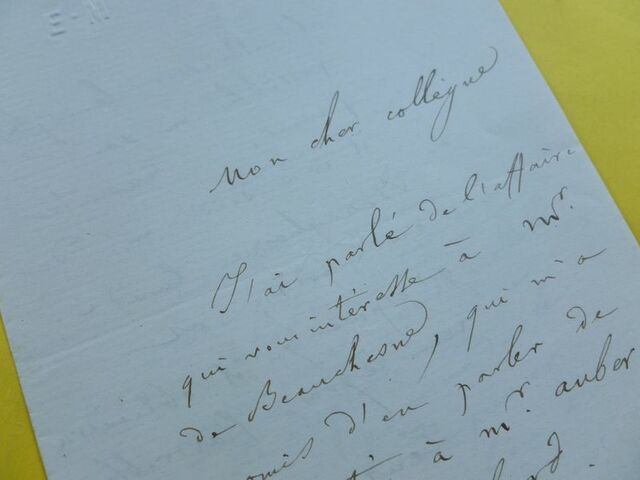 E-M
Mon cher collègue
J'ai parlé de l'affaire
qui vous intéresse à Mr.
de Beauchesne, qui m'a
omis d'en parler de
à Mr. auber